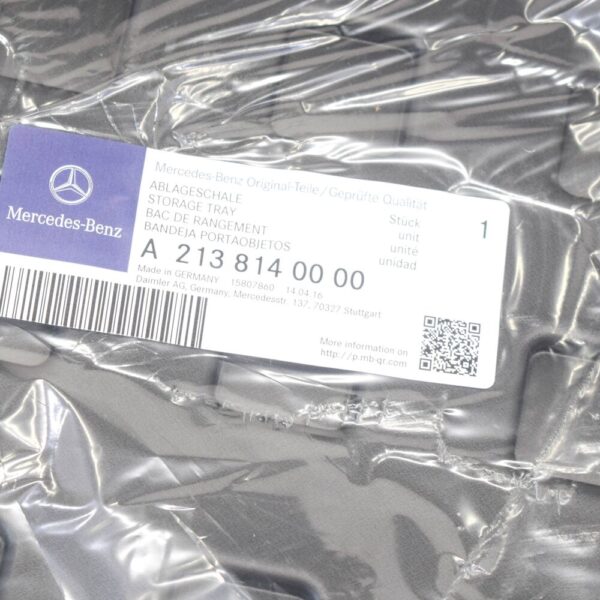 Mercedes-Benz
Mercedes-Benz Original-Teile/Geprüfte Qualität
ABLAGESCHALE Stück 1
STORAGE TRAY unit
BAC DE RANGEMENT unité
BANDEJA PORTAOBJETOS unidad
A 213 814 00 00
Made in GERMANY 15807860 14.04.16
Daimler AG, Germany, Mercedesstr. 137, 70327 Stuttgart
More information on
http://p.mb-qr.com